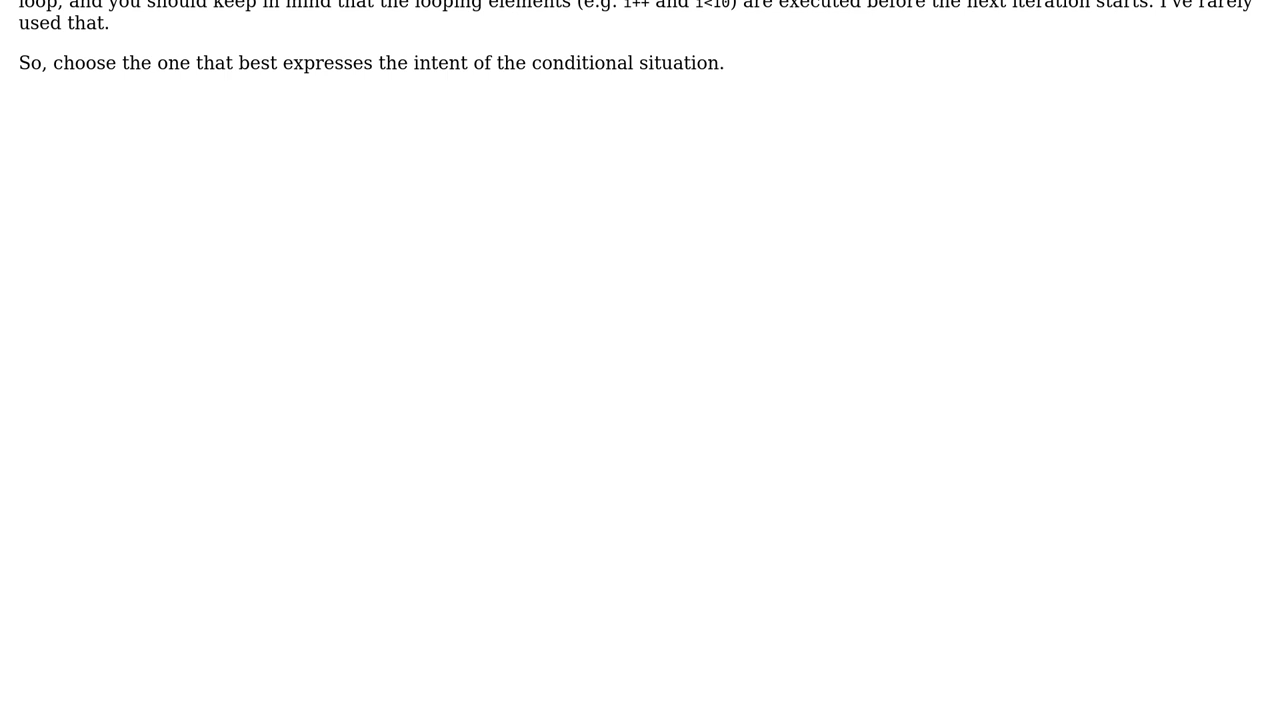 loop, and you should keep in mind that the looping elements (e.g. i++ and i<10) are executed before the next iteration starts. I've rarely
used that.
So, choose the one that best expresses the intent of the conditional situation.